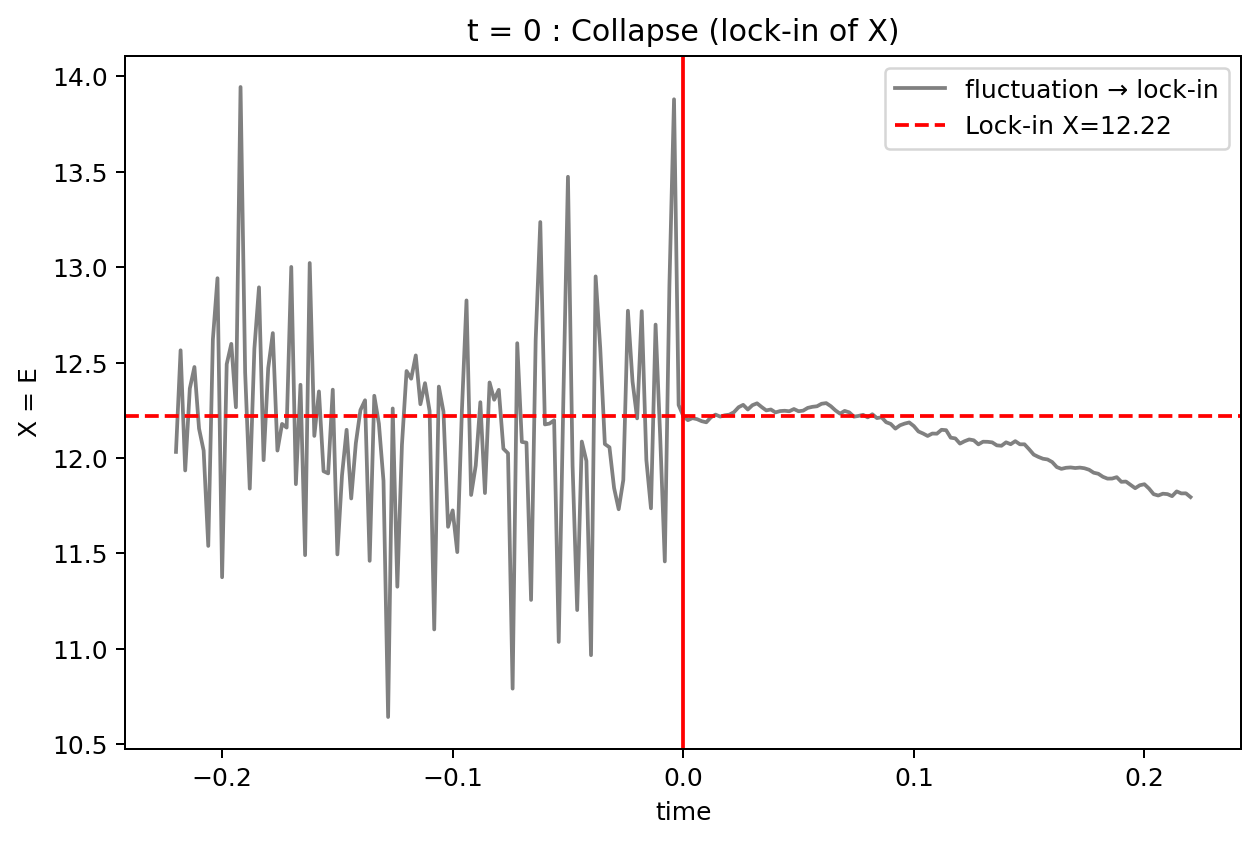 t = 0 : Collapse (lock-in of X)
fluctuation → lock-in
Lock-in X=12.22
X = E
14.0
13.5
13.0
12.5
12.0
11.5
11.0
10.5
−0.2
−0.1
0.0
0.1
0.2
time